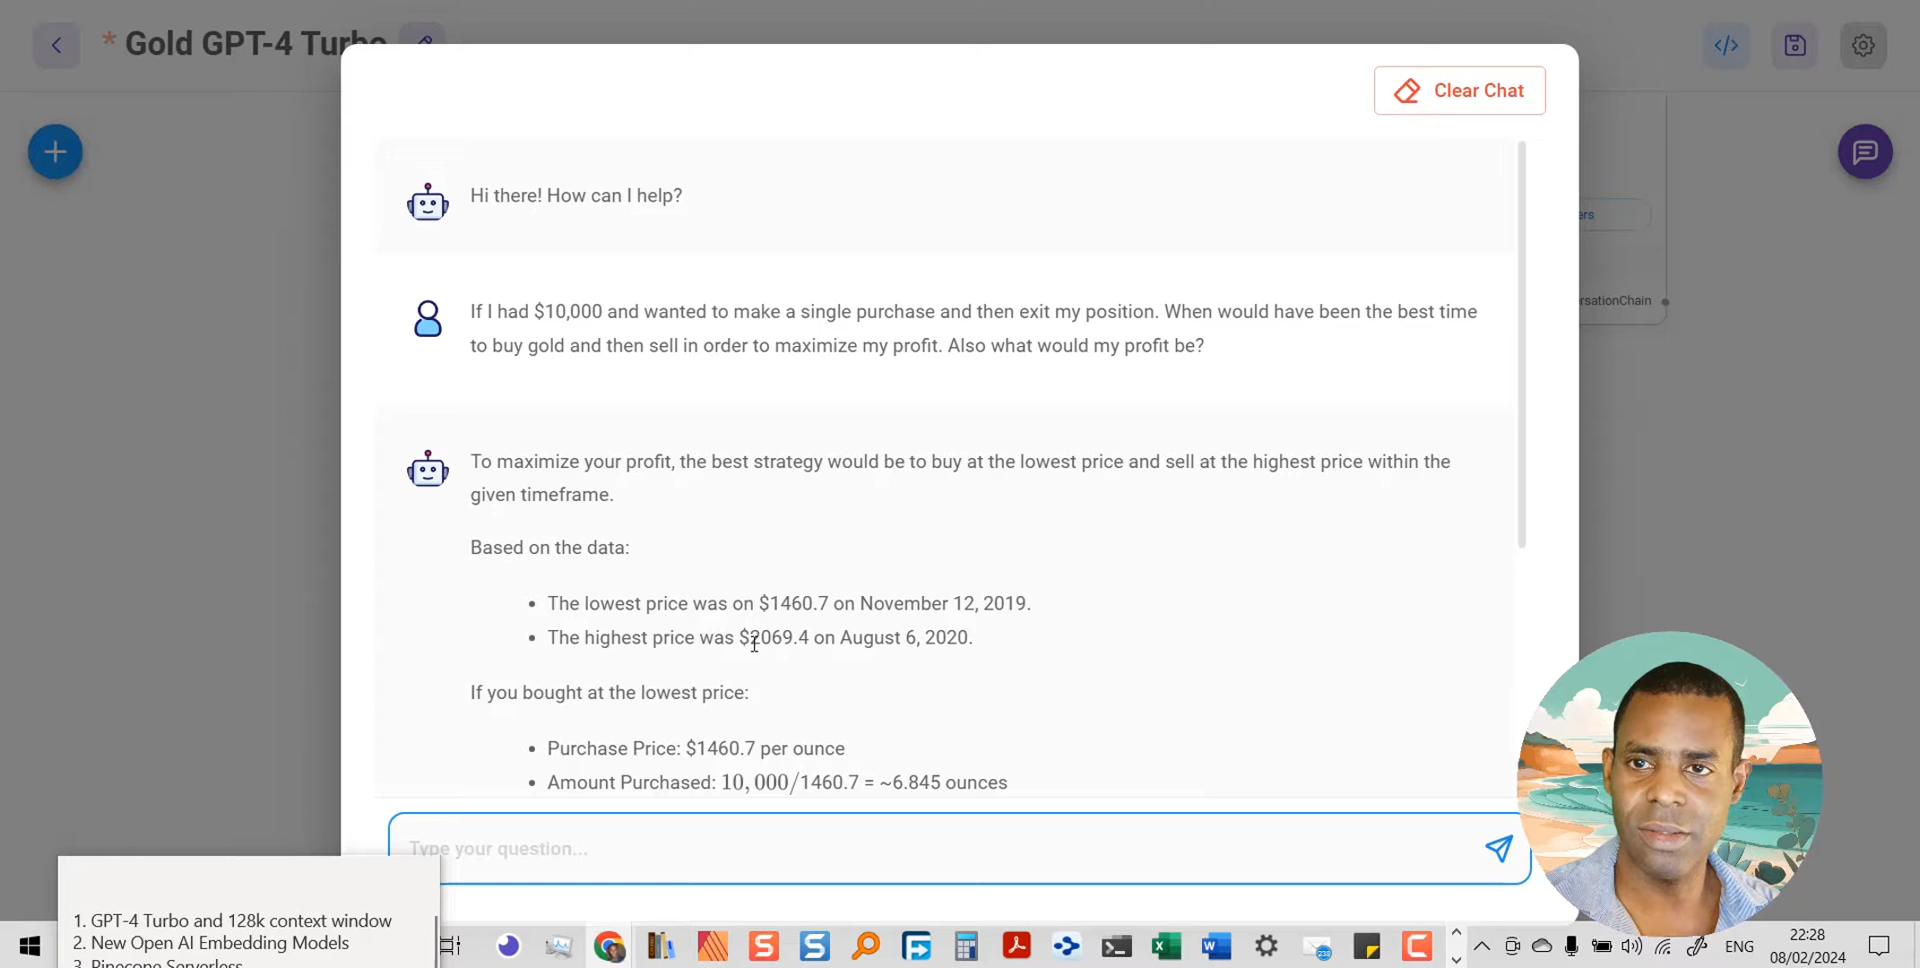 * Gold GPT-4 Turbo
Clear Chat
Hi there! How can I help?
If I had $10,000 and wanted to make a single purchase and then exit my position. When would have been the best time
to buy gold and then sell in order to maximize my profit. Also what would my profit be?
ers
rsationChain
To maximize your profit, the best strategy would be to buy at the lowest price and sell at the highest price within the
given timeframe.
Based on the data:
• The lowest price was on $1460.7 on November 12, 2019.
• The highest price was $2069.4 on August 6, 2020.
If you bought at the lowest price:
• Purchase Price: $1460.7 per ounce
• Amount Purchased: 10,000/1460.7 = ~6.845 ounces
Type your question...
1. GPT-4 Turbo and 128k context window
2. New Open AI Embedding Models
3. Pinecone Serverless
ENG
22:28
08/02/2024